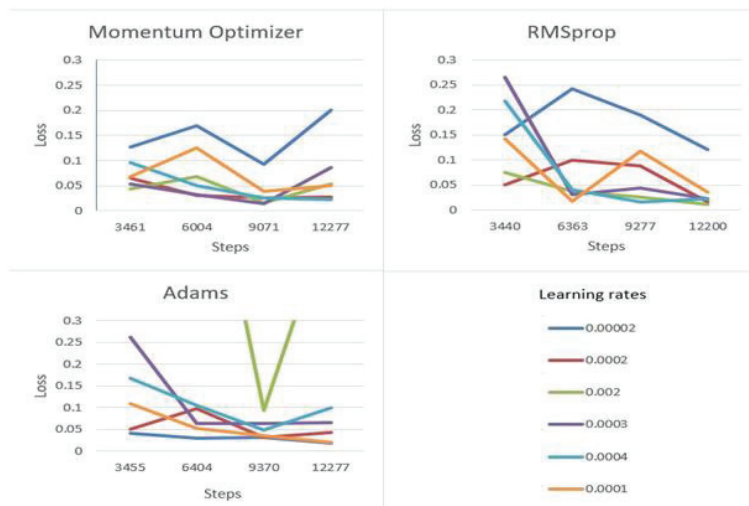 Momentum Optimizer
0.3
0.25
0.2
0.15
0.1
0.05
0
Loss
3461 6004 9071 12277
Steps
RMSprop
0.3
0.25
0.2
0.15
0.1
0.05
0
Loss
3440 6363 9277 12200
Steps
Adams
0.3
0.25
0.2
0.15
0.1
0.05
0
Loss
3455 6404 9370 12277
Steps
Learning rates
0.00002
0.0002
0.002
0.0003
0.0004
0.0001